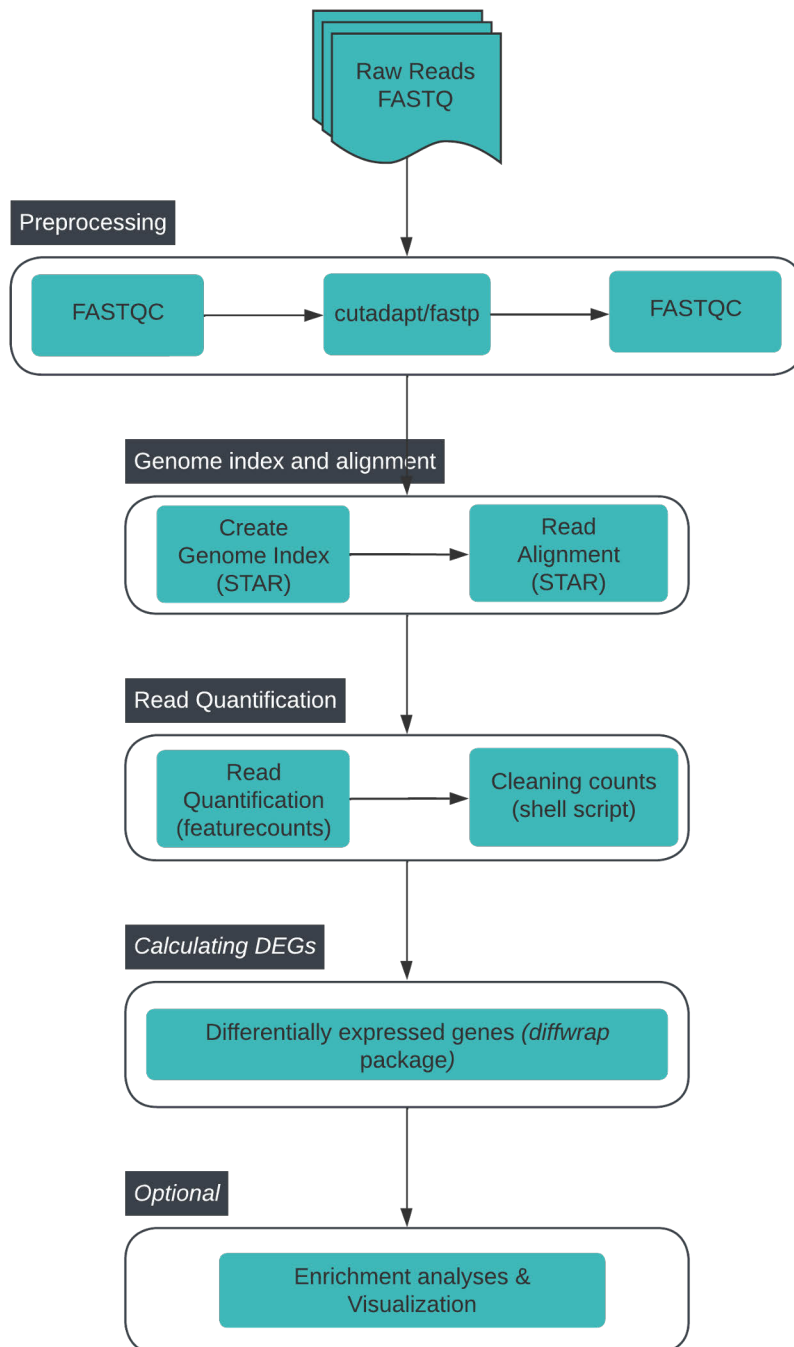 Raw Reads
FASTQ
Preprocessing
FASTQC
cutadapt/fastp
FASTQC
Genome index and alignment
Create
Genome Index
(STAR)
Read
Alignment
(STAR)
Read Quantification
Read
Quantification
(featurecounts)
Cleaning counts
(shell script)
Calculating DEGs
Differentially expressed genes (diffwrap
package)
Optional
Enrichment analyses &
Visualization